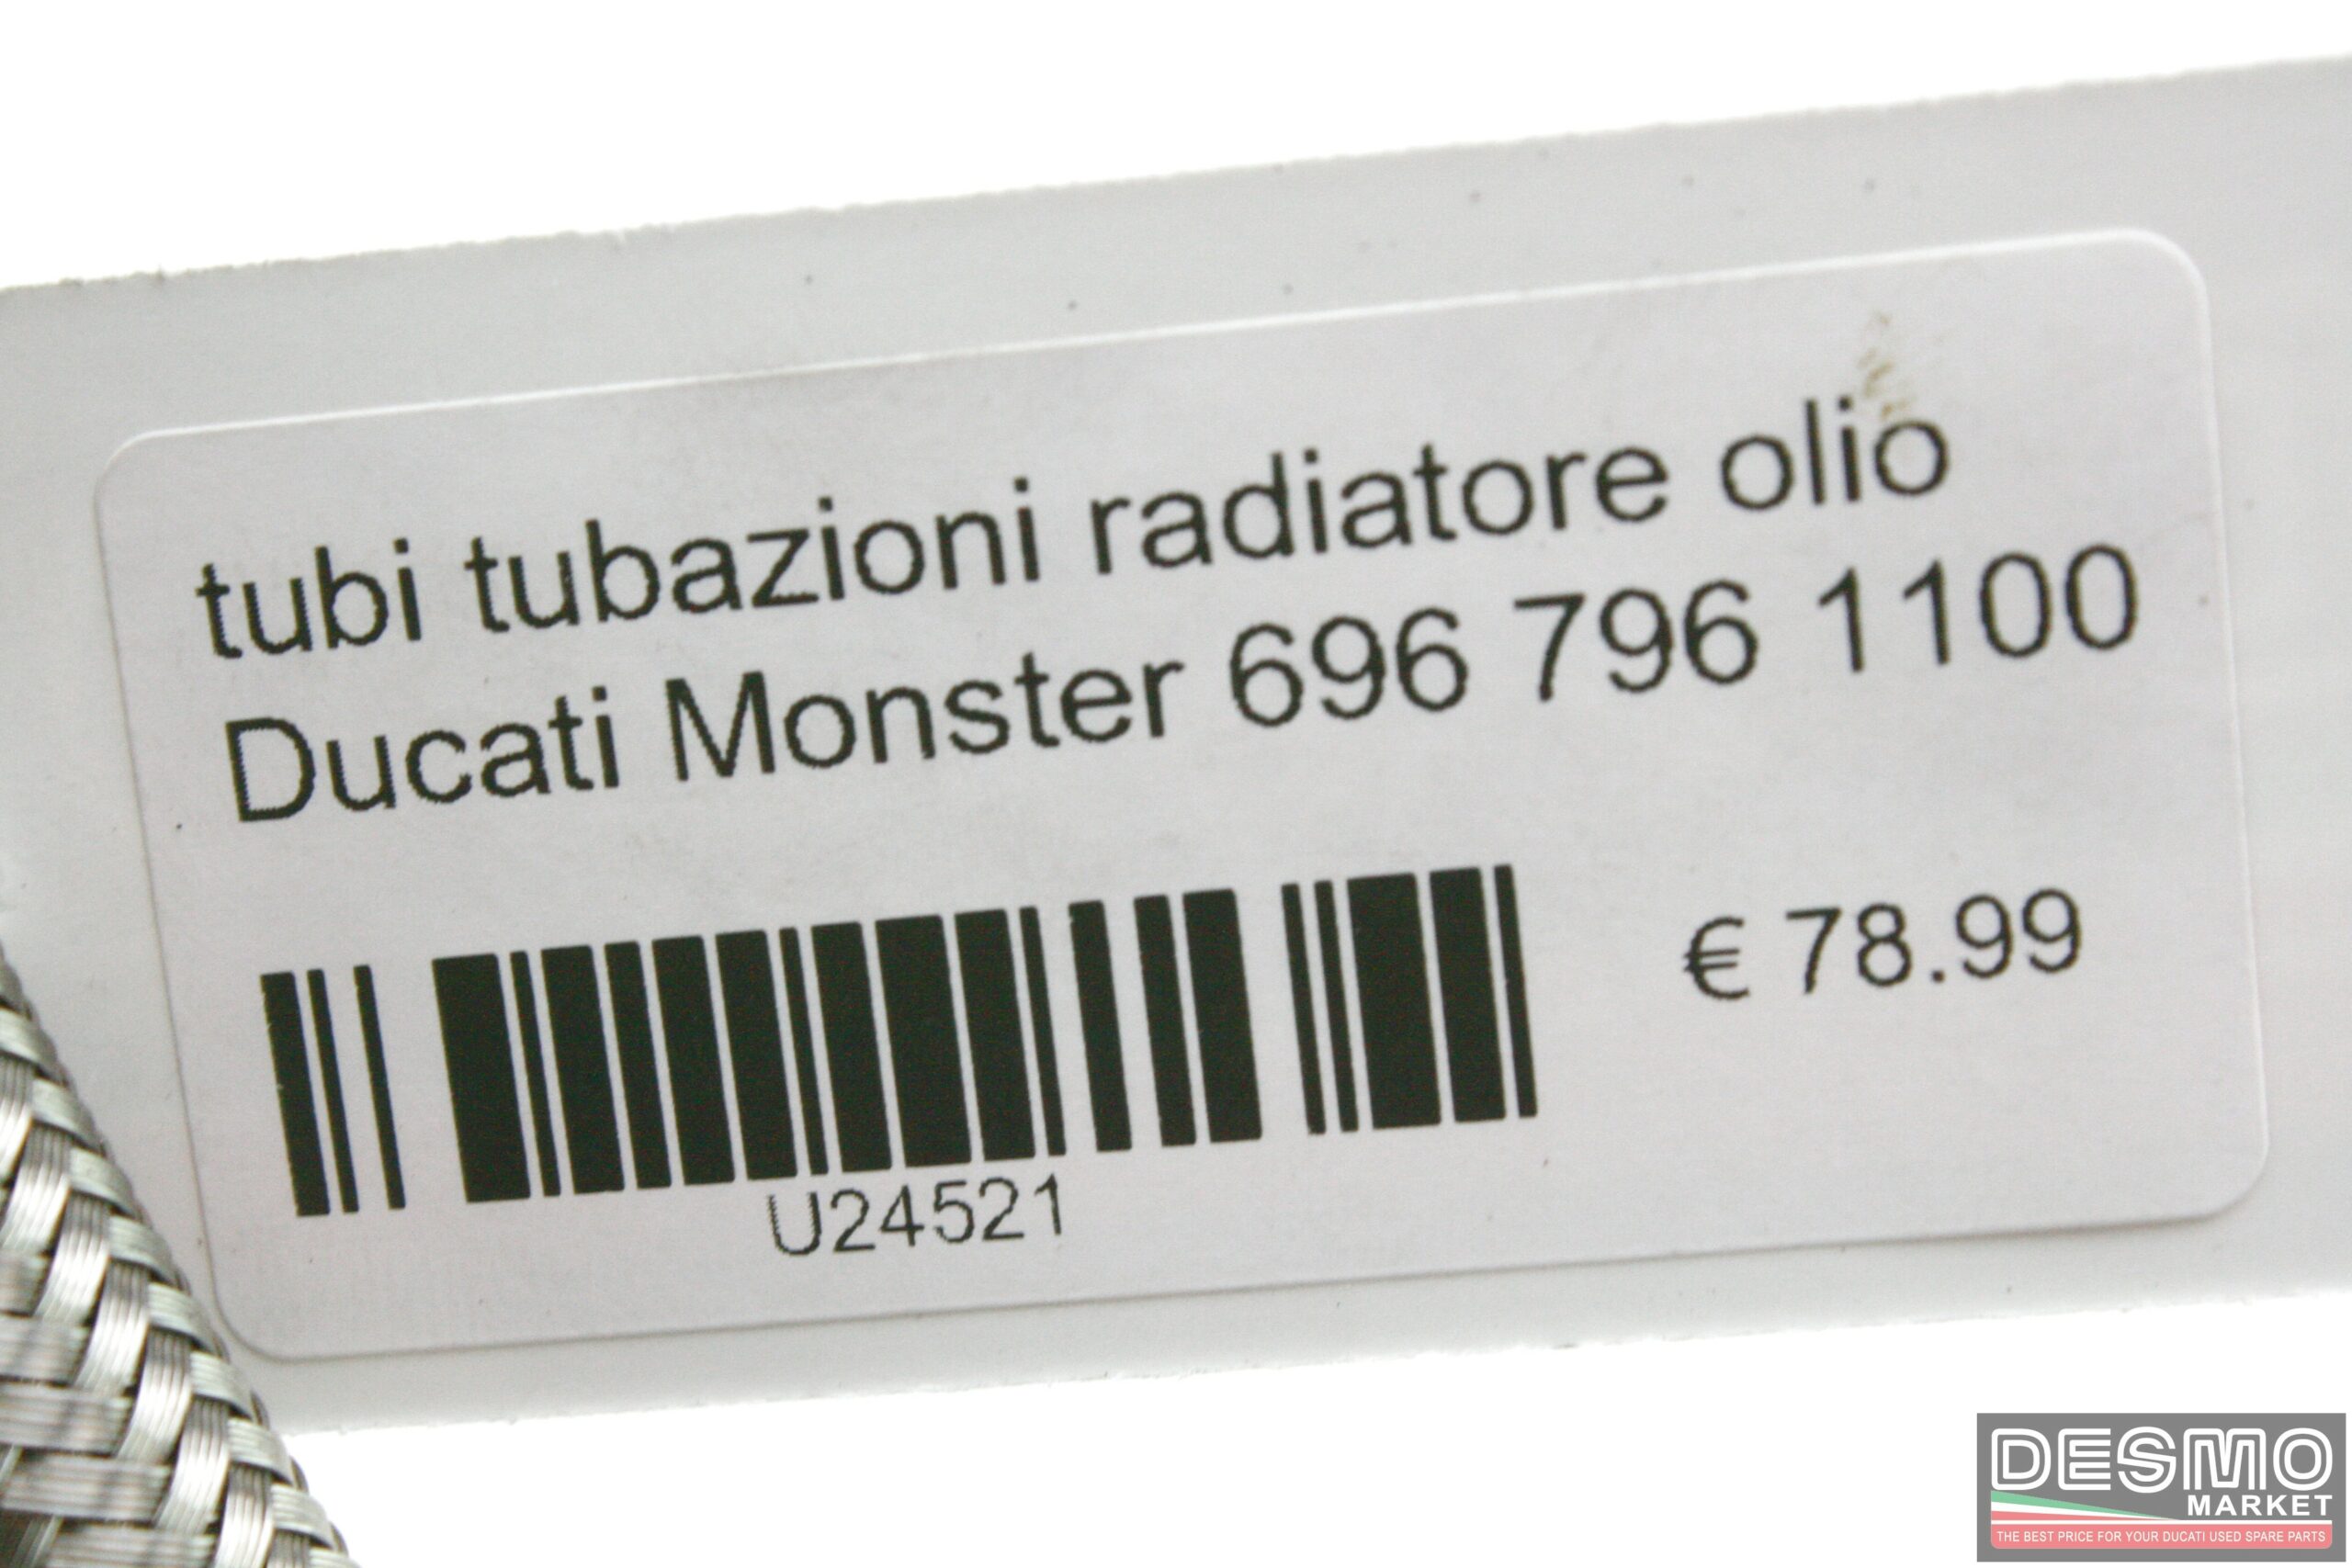 tubi tubazioni radiatore olio
Ducati Monster 696 796 1100
€ 78.99
U24521
DESMO
MARKET
THE BEST PRICE FOR YOUR DUCATI USED SPARE PARTS